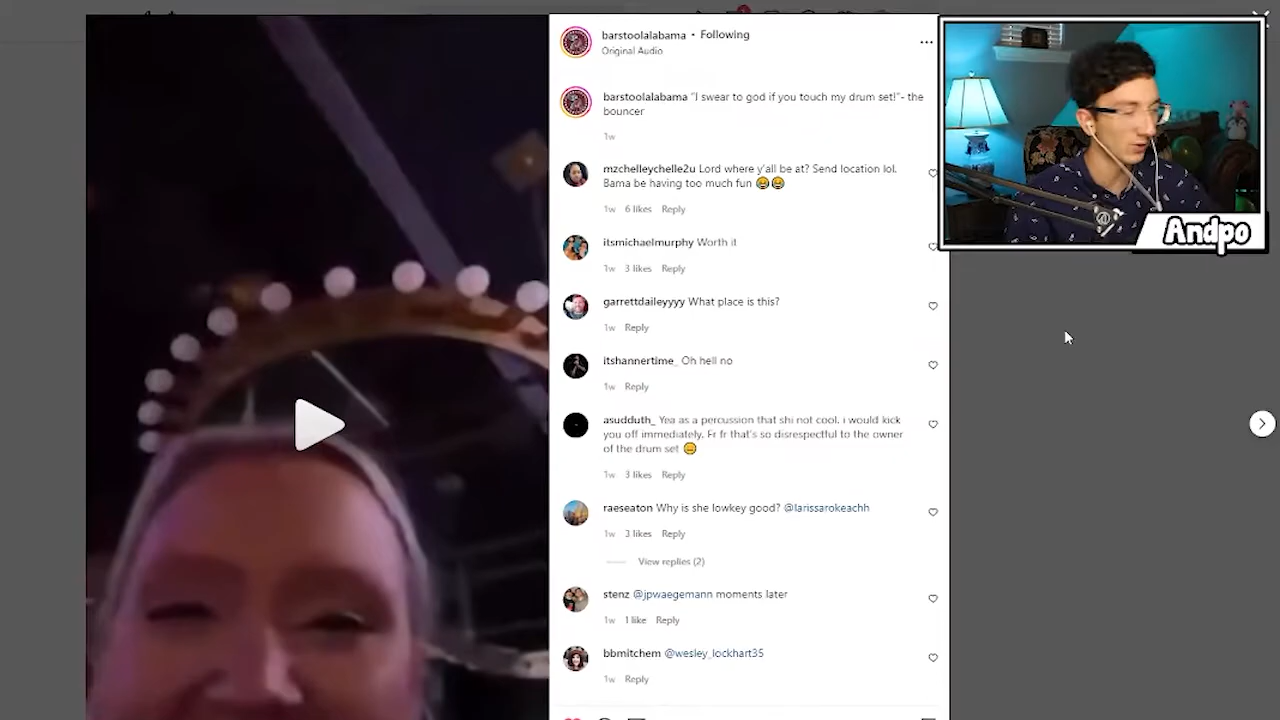 barstoolalabama • Following
Original Audio
barstoolalabama "I swear to god if you touch my drum set!"- the
bouncer
1w
mzchelleychelle2u Lord where y'all be at? Send location lol.
Bama be having too much fun 😂😂
1w 6 likes Reply
itsmichaelmurphy Worth it
1w 3 likes Reply
garrettdaileyyyy What place is this?
1w Reply
itshannertime_ Oh hell no
1w Reply
asudduth_ Yea as a percussion that shi not cool. i would kick
you off immediately. Fr fr that's so disrespectful to the owner
of the drum set 😑
1w 3 likes Reply
raeseaton Why is she lowkey good? @larissarokeachh
1w 3 likes Reply
View replies (2)
stenz @jpwaegemann moments later
1w 1 like Reply
bbmitchem @wesley_lockhart35
1w Reply
Andpo